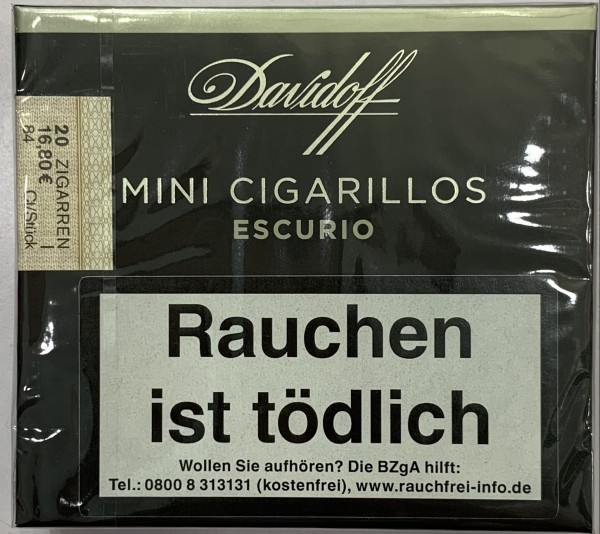 Davidoff
MINI CIGARILLOS
ESCURIO
20 ZIGARREN I
16,80 €
84 Ct/Stück
Rauchen
ist tödlich
Wollen Sie aufhören? Die BZgA hilft:
Tel.: 0800 8 313131 (kostenfrei), www.rauchfrei-info.de